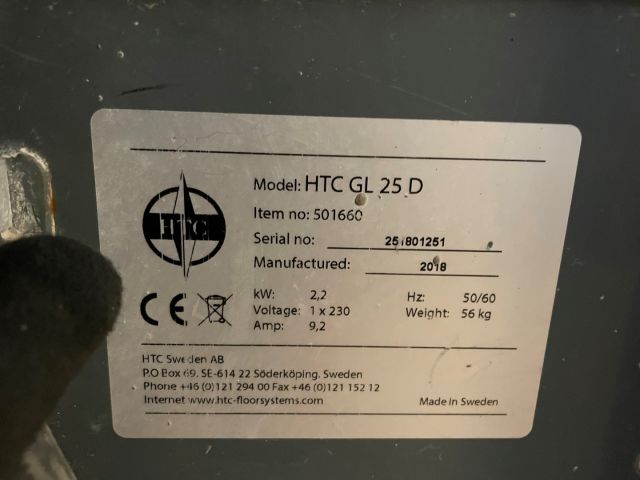 HTC
Model: HTC GL 25 D
Item no: 501660
Serial no: 251801251
Manufactured: 2018
kW: 2,2 Hz: 50/60
Voltage: 1 x 230 Weight: 56 kg
Amp: 9,2
CE
HTC Sweden AB
P.O Box 69, SE-614 22 Söderköping. Sweden
Phone +46 (0)121 294 00 Fax +46 (0)121 152 12
Internet www.htc-floorsystems.com Made in Sweden